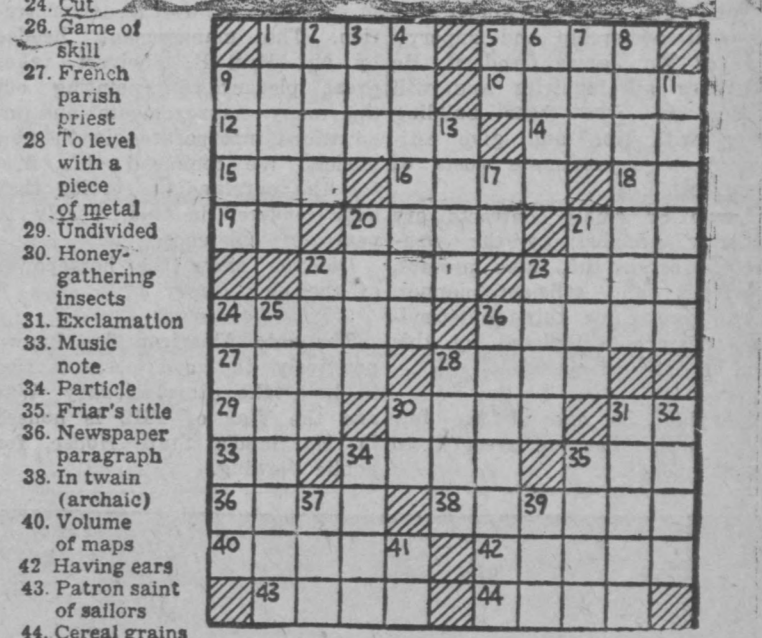 24. Cut
26. Game of
skill
27. French
parish
priest
28 To level
with a
piece
of metal
29. Undivided
30. Honey-
gathering
insects
31. Exclamation
33. Music
note
34. Particle
35. Friar's title
36. Newspaper
paragraph
38. In twain
(archaic)
40. Volume
of maps
42 Having ears
43. Patron saint
of sailors
44. Cereal grains
1 2 3 4 5 6 7 8
9 10 11
12 13 14
15 16 17 18
19 20 21
22 23
24 25 26
27 28
29 30 31 32
33 34 35
36 37 38 39
40 41 42
43 44